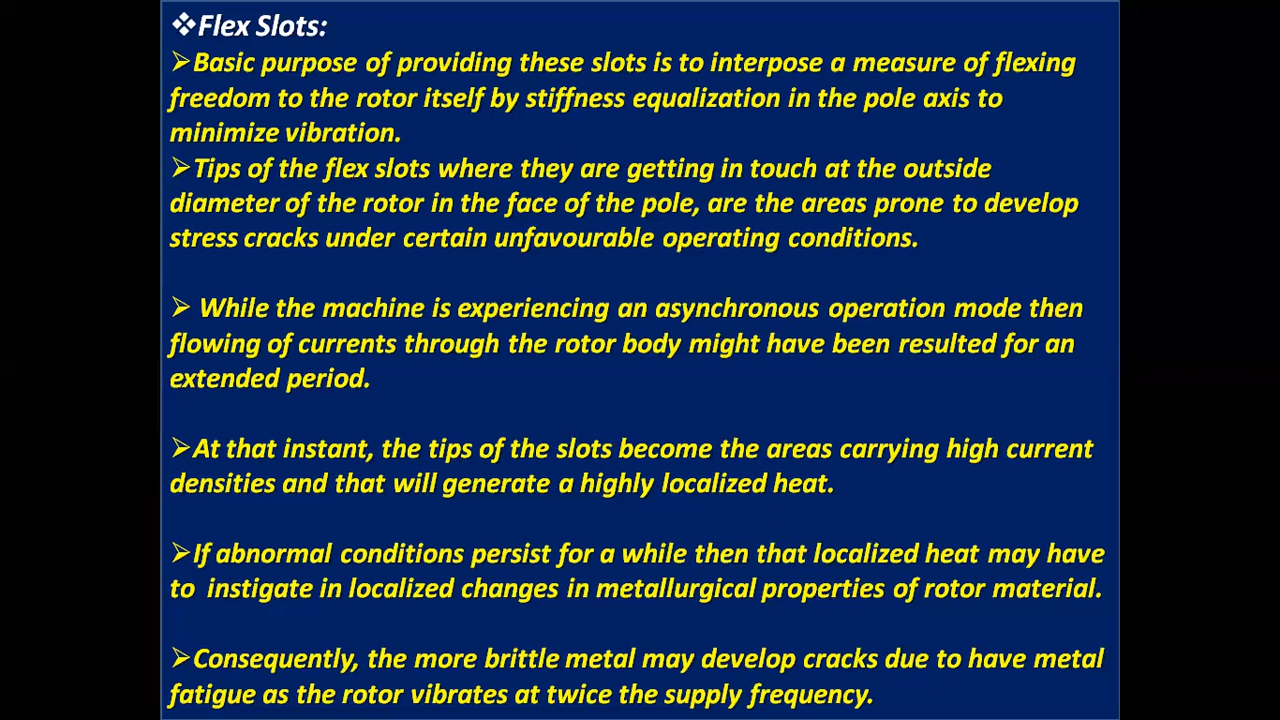 ❖Flex Slots:
➢Basic purpose of providing these slots is to interpose a measure of flexing
freedom to the rotor itself by stiffness equalization in the pole axis to
minimize vibration.
➢Tips of the flex slots where they are getting in touch at the outside
diameter of the rotor in the face of the pole, are the areas prone to develop
stress cracks under certain unfavourable operating conditions.
➢ While the machine is experiencing an asynchronous operation mode then
flowing of currents through the rotor body might have been resulted for an
extended period.
➢At that instant, the tips of the slots become the areas carrying high current
densities and that will generate a highly localized heat.
➢If abnormal conditions persist for a while then that localized heat may have
to instigate in localized changes in metallurgical properties of rotor material.
➢Consequently, the more brittle metal may develop cracks due to have metal
fatigue as the rotor vibrates at twice the supply frequency.